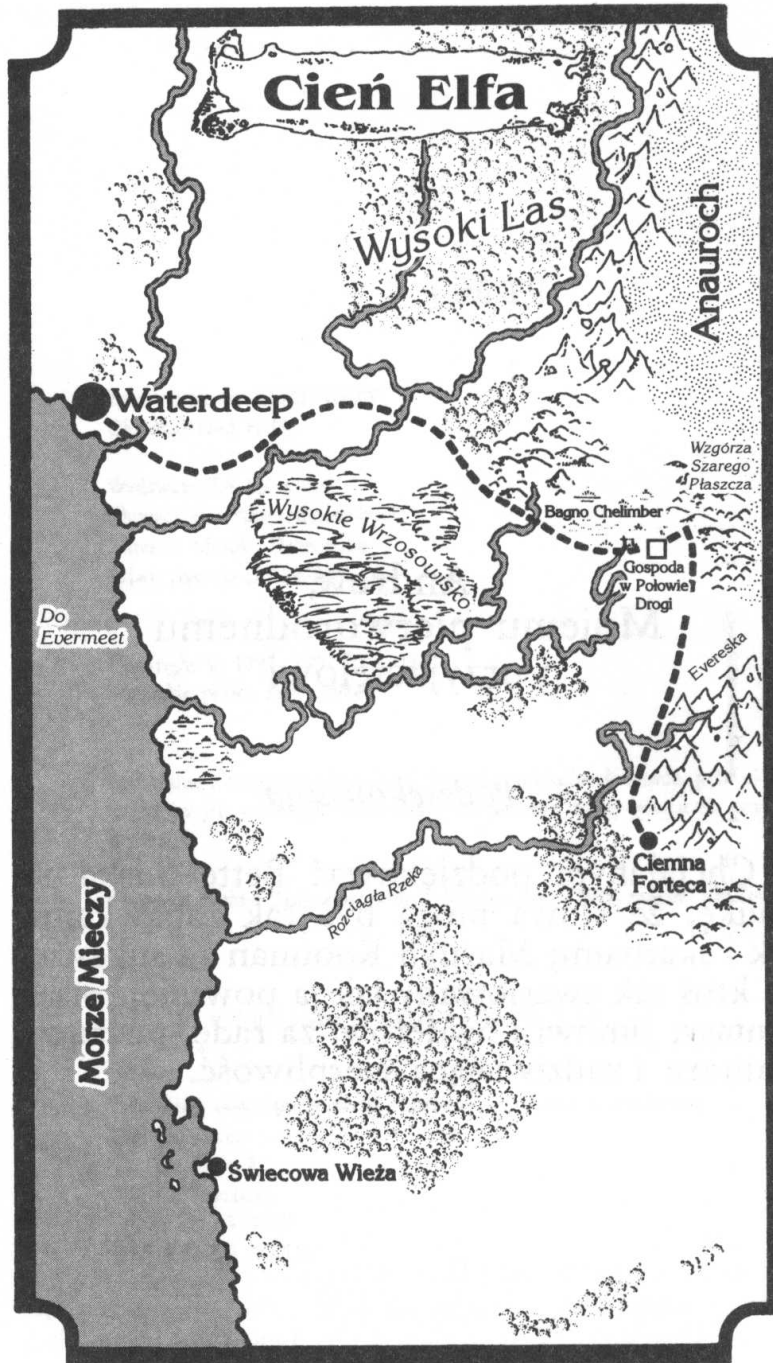 Cień Elfa
Wysoki Las
Anauroch
Waterdeep
Wzgórza
Szarego
Płaszcza
Wysokie Wrzosowisko
Bagno Chelimber
Gospoda
w Połowie
Drogi
Do
Evermeet
Evereska
Ciemna
Forteca
Rozciągła Rzeka
Morze Mieczy
Świecowa Wieża